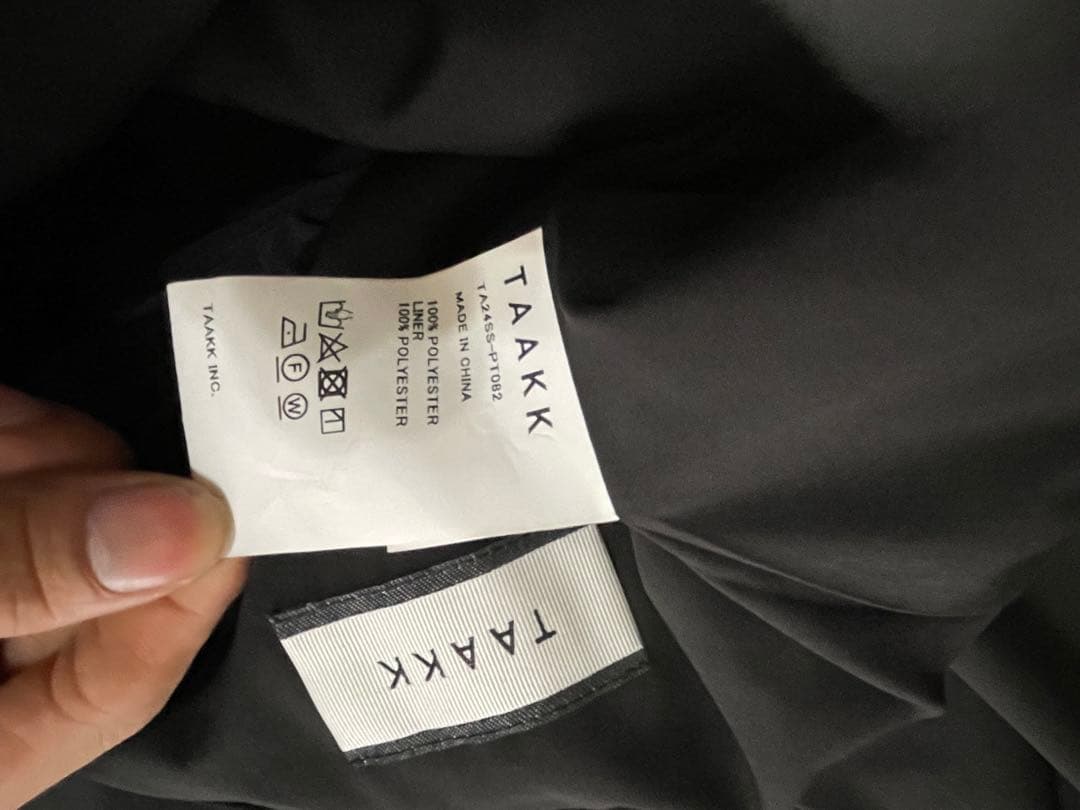 TAAKK
TA24SS-PT082
MADE IN CHINA
100% POLYESTER
LINER
100% POLYESTER
F
W
TAAKK INC.
TAAKK